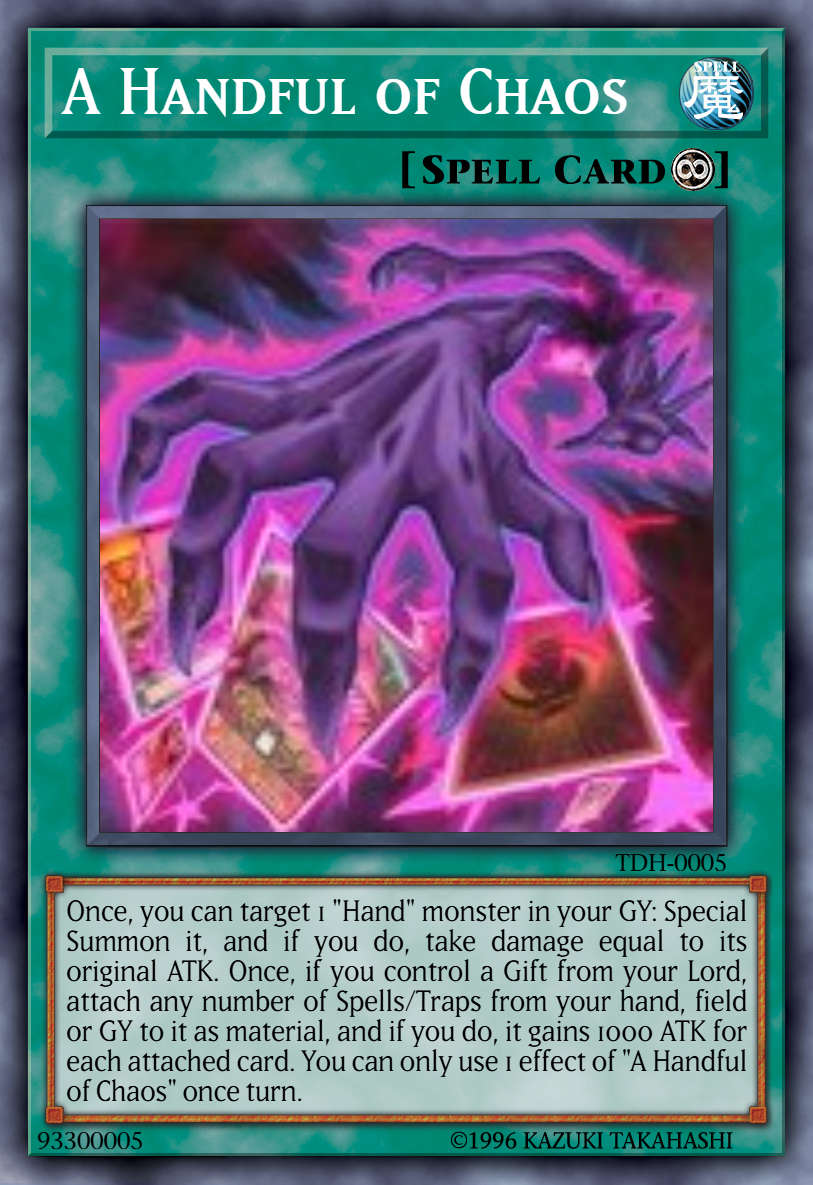 A Handful of Chaos
SPELL
魔
[Spell Card]
TDH-0005
Once, you can target 1 "Hand" monster in your GY: Special
Summon it, and if you do, take damage equal to its
original ATK. Once, if you control a Gift from your Lord,
attach any number of Spells/Traps from your hand, field
or GY to it as material, and if you do, it gains 1000 ATK for
each attached card. You can only use 1 effect of "A Handful
of Chaos" once turn.
93300005
©1996 KAZUKI TAKAHASHI